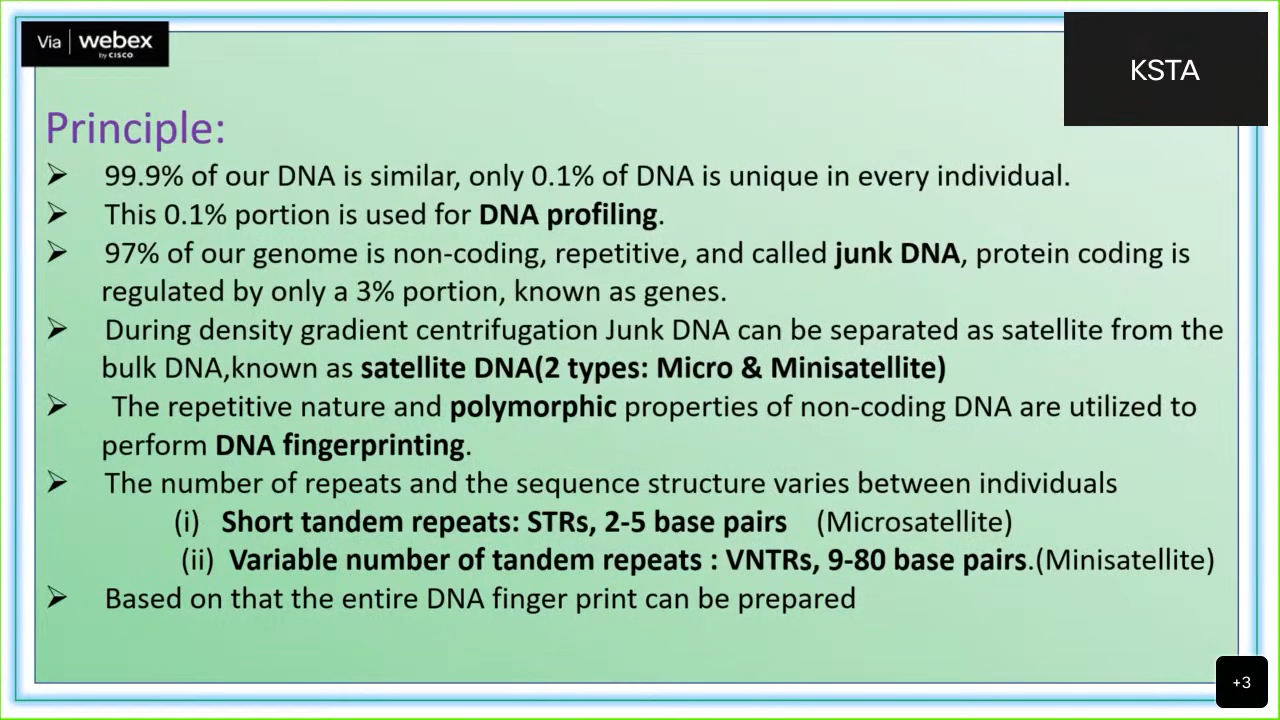 Via | webex
by CISCO
KSTA
Principle:
➢ 99.9% of our DNA is similar, only 0.1% of DNA is unique in every individual.
➢ This 0.1% portion is used for DNA profiling.
➢ 97% of our genome is non-coding, repetitive, and called junk DNA, protein coding is
regulated by only a 3% portion, known as genes.
➢ During density gradient centrifugation Junk DNA can be separated as satellite from the
bulk DNA,known as satellite DNA(2 types: Micro & Minisatellite)
➢ The repetitive nature and polymorphic properties of non-coding DNA are utilized to
perform DNA fingerprinting.
➢ The number of repeats and the sequence structure varies between individuals
(i) Short tandem repeats: STRs, 2-5 base pairs (Microsatellite)
(ii) Variable number of tandem repeats : VNTRs, 9-80 base pairs.(Minisatellite)
➢ Based on that the entire DNA finger print can be prepared
+3